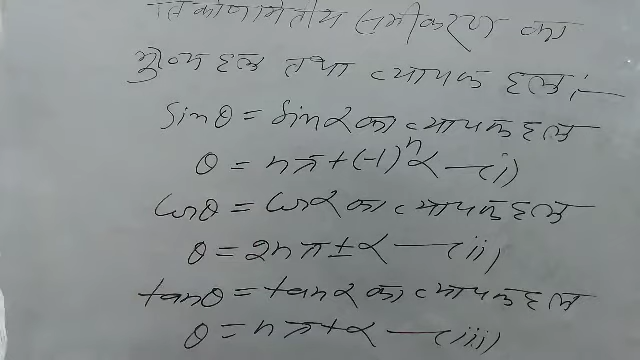 त्रिकोणमितीय समीकरण का
मुख्य हल तथा व्यापक हल :—
sinθ = sinα का व्यापक हल
θ = nπ + (-1)ⁿα — (i)
cosθ = cosα का व्यापक हल
θ = 2nπ ± α — (ii)
tanθ = tanα का व्यापक हल
θ = nπ + α — (iii)